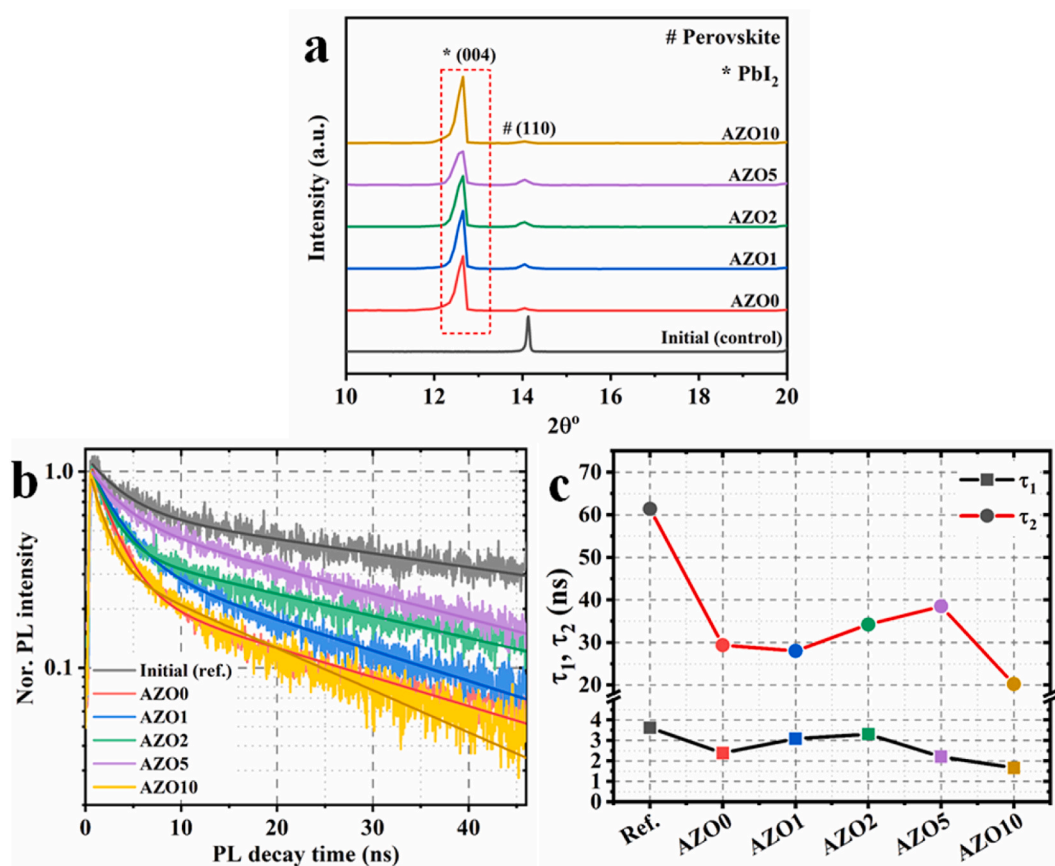 a
# Perovskite
* PbI₂
* (004)
# (110)
AZO10
AZO5
AZO2
AZO1
AZO0
Initial (control)
Intensity (a.u.)
10 12 14 16 18 20
2θº
b
1.0
0.1
Nor. PL intensity
Initial (ref.)
AZO0
AZO1
AZO2
AZO5
AZO10
0 10 20 30 40
PL decay time (ns)
c
τ₁
τ₂
70
60
50
40
30
20
4
3
2
1
0
τ₁, τ₂ (ns)
Ref. AZO0 AZO1 AZO2 AZO5 AZO10